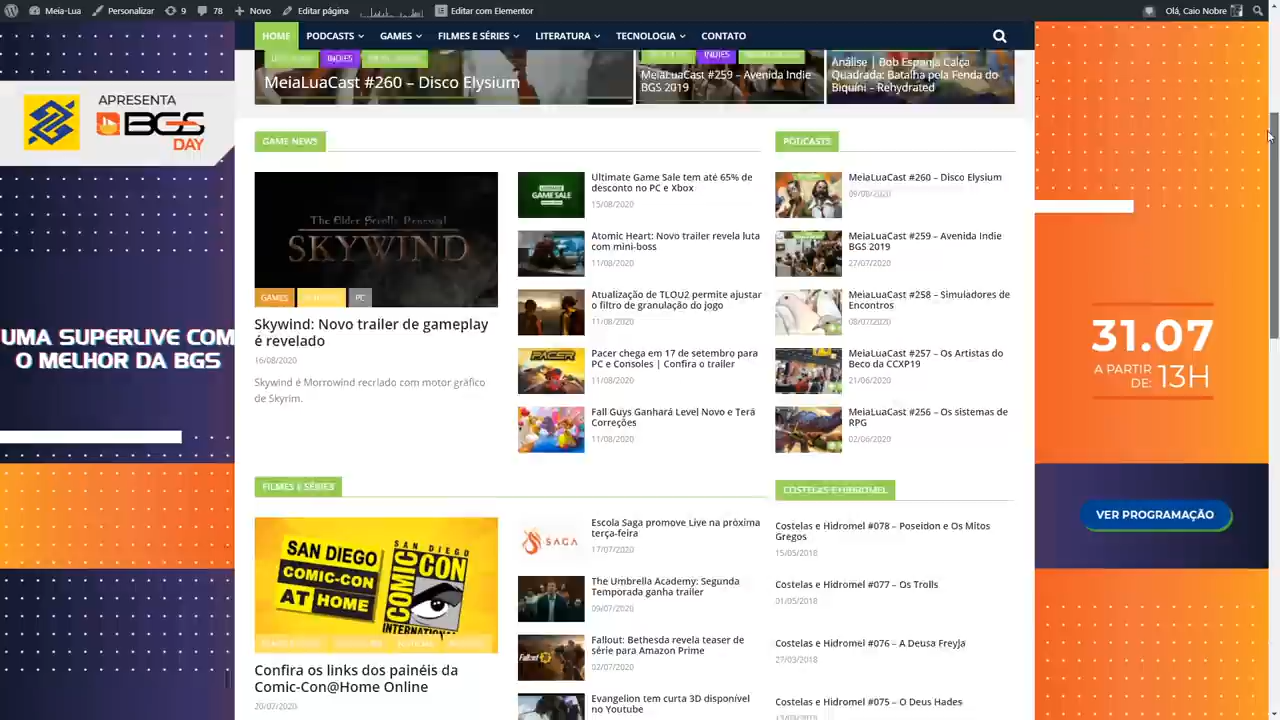 Meia-Lua
Personalizar
9
78
Novo
Editar
Editar com Elementor
Olá, Caio Nobre
HOME
PODCASTS
GAMES
FILMES E SÉRIES
LITERATURA
TECNOLOGIA
CONTATO
INDIES
MeiaLuaCast #260 – Disco Elysium
INDIES
MeiaLuaCast #259 – Avenida Indie
BGS 2019
Análise | Bob Esponja Calça
Quadrada: Batalha pela Fenda do
Biquíni – Rehydrated
APRESENTA
BGS
DAY
UMA SUPERLIVE COM
O MELHOR DA BGS
GAME NEWS
The Elder Scrolls Renewal
SKYWIND
GAMES
PC
Skywind: Novo trailer de gameplay
é revelado
16/08/2020
Skywind é Morrowind recriado com motor gráfico
de Skyrim.
GAME SALE
Ultimate Game Sale tem até 65% de
desconto no PC e Xbox
15/08/2020
Atomic Heart: Novo trailer revela luta
com mini-boss
11/08/2020
Atualização de TLOU2 permite ajustar
o filtro de granulação do jogo
11/08/2020
PACER
Pacer chega em 17 de setembro para
PC e Consoles | Confira o trailer
11/08/2020
Fall Guys Ganhará Level Novo e Terá
Correções
11/08/2020
PODCASTS
MeiaLuaCast #260 – Disco Elysium
09/08/2020
MeiaLuaCast #259 – Avenida Indie
BGS 2019
27/07/2020
MeiaLuaCast #258 – Simuladores de
Encontros
08/07/2020
MeiaLuaCast #257 – Os Artistas do
Beco da CCXP19
21/06/2020
MeiaLuaCast #256 – Os sistemas de
RPG
02/06/2020
FILMES E SÉRIES
SAN DIEGO
COMIC-CON
AT HOME
SAN DIEGO
COMIC CON
INTERNATIONAL
Confira os links dos painéis da
Comic-Con@Home Online
20/07/2020
SAGA
Escola Saga promove Live na próxima
terça-feira
17/07/2020
The Umbrella Academy: Segunda
Temporada ganha trailer
09/07/2020
Fallout
Fallout: Bethesda revela teaser de
série para Amazon Prime
02/07/2020
Evangelion tem curta 3D disponível
no Youtube
COSTELAS E HIDROMEL
Costelas e Hidromel #078 – Poseidon e Os Mitos
Gregos
15/05/2018
Costelas e Hidromel #077 – Os Trolls
01/05/2018
Costelas e Hidromel #076 – A Deusa Freyja
27/03/2018
Costelas e Hidromel #075 – O Deus Hades
31.07
A PARTIR
DE: 13H
VER PROGRAMAÇÃO